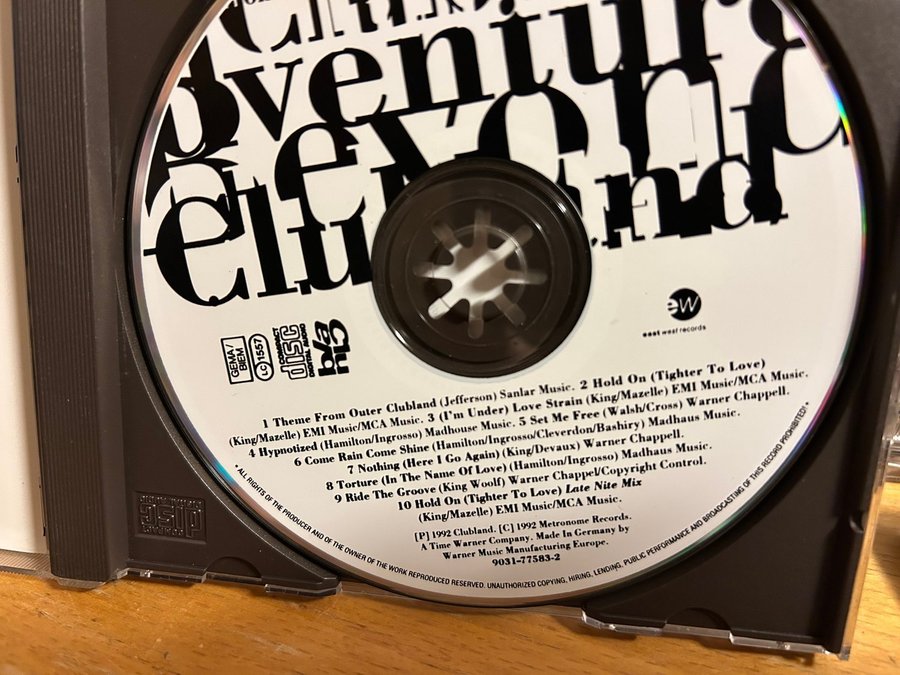 dventur
Beyond
clubland
GEMA/
BIEM
LC 1557
COMPACT
disc
DIGITAL AUDIO
ew
east west records
1 Theme From Outer Clubland (Jefferson) Sanlar Music. 2 Hold On (Tighter To Love)
(King/Mazelle) EMI Music/MCA Music. 3 (I'm Under) Love Strain (King/Mazelle) EMI Music/MCA Music.
4 Hypnotized (Hamilton/Ingrosso) Madhouse Music. 5 Set Me Free (Walsh/Cross) Warner Chappell.
6 Come Rain Come Shine (Hamilton/Ingrosso/Cleverdon/Bashiry) Madhaus Music.
7 Nothing (Here I Go Again) (King/Devaux) Warner Chappell.
8 Torture (In The Name Of Love) (Hamilton/Ingrosso) Madhaus Music.
9 Ride The Groove (King Woolf) Warner Chappel/Copyright Control.
10 Hold On (Tighter To Love) Late Nite Mix
(King/Mazelle) EMI Music/MCA Music.
[P] 1992 Clubland. [C] 1992 Metronome Records.
A Time Warner Company. Made In Germany by
Warner Music Manufacturing Europe.
9031-77583-2
• ALL RIGHTS OF THE PRODUCER AND OF THE OWNER OF THE WORK REPRODUCED RESERVED. UNAUTHORIZED COPYING, HIRING, LENDING, PUBLIC PERFORMANCE AND BROADCASTING OF THIS RECORD PROHIBITED! •
COMPACT
disc